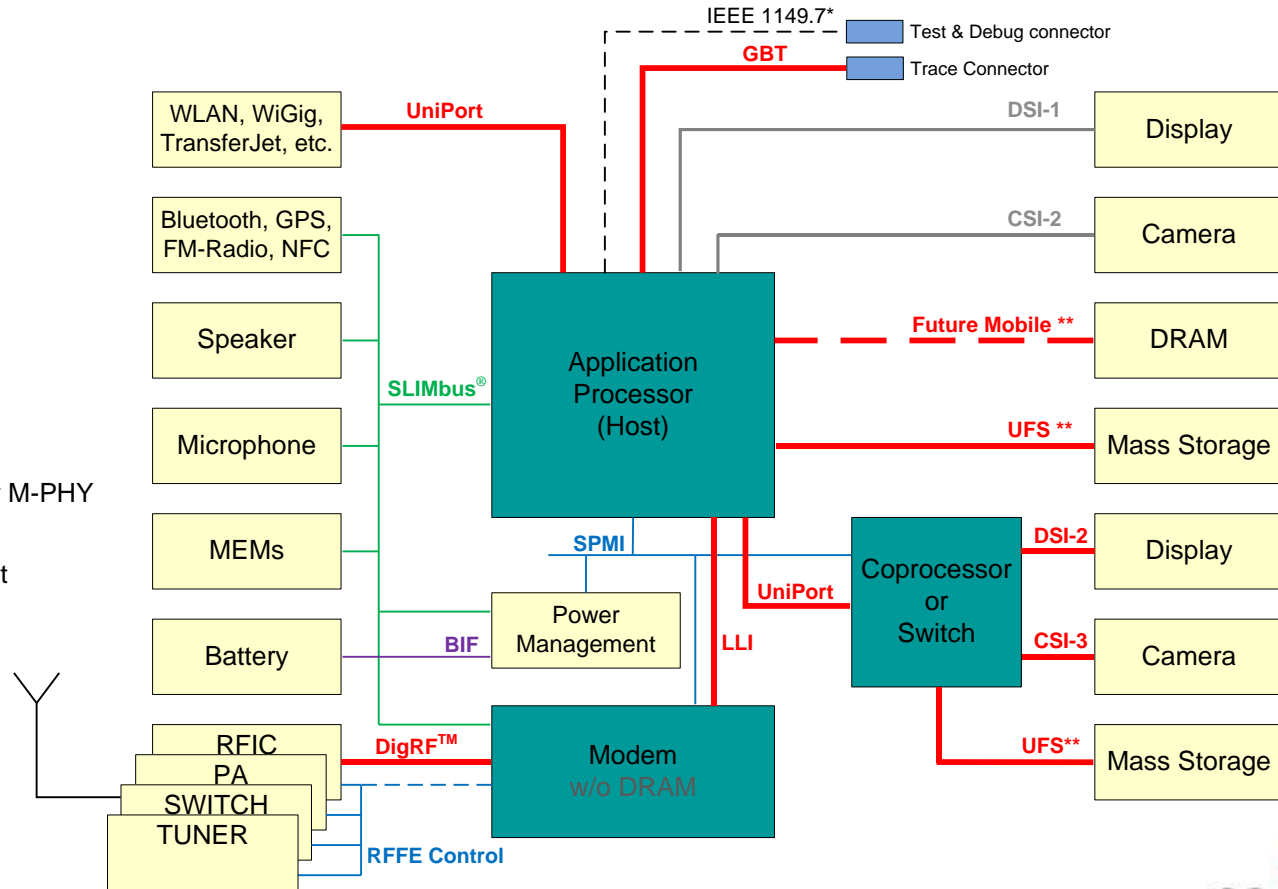 IEEE 1149.7*
Test & Debug connector
GBT
Trace Connector
WLAN, WiGig,
TransferJet, etc.
UniPort
DSI-1
Display
Bluetooth, GPS,
FM-Radio, NFC
CSI-2
Camera
Speaker
SLIMbus®
Application
Processor
(Host)
Future Mobile **
DRAM
Microphone
UFS **
Mass Storage
M-PHY
t
MEMs
SPMI
Coprocessor
or
Switch
DSI-2
Display
UniPort
Power
Management
Battery
BIF
LLI
CSI-3
Camera
RFIC
PA
SWITCH
TUNER
DigRF™
Modem
w/o DRAM
UFS**
Mass Storage
RFFE Control